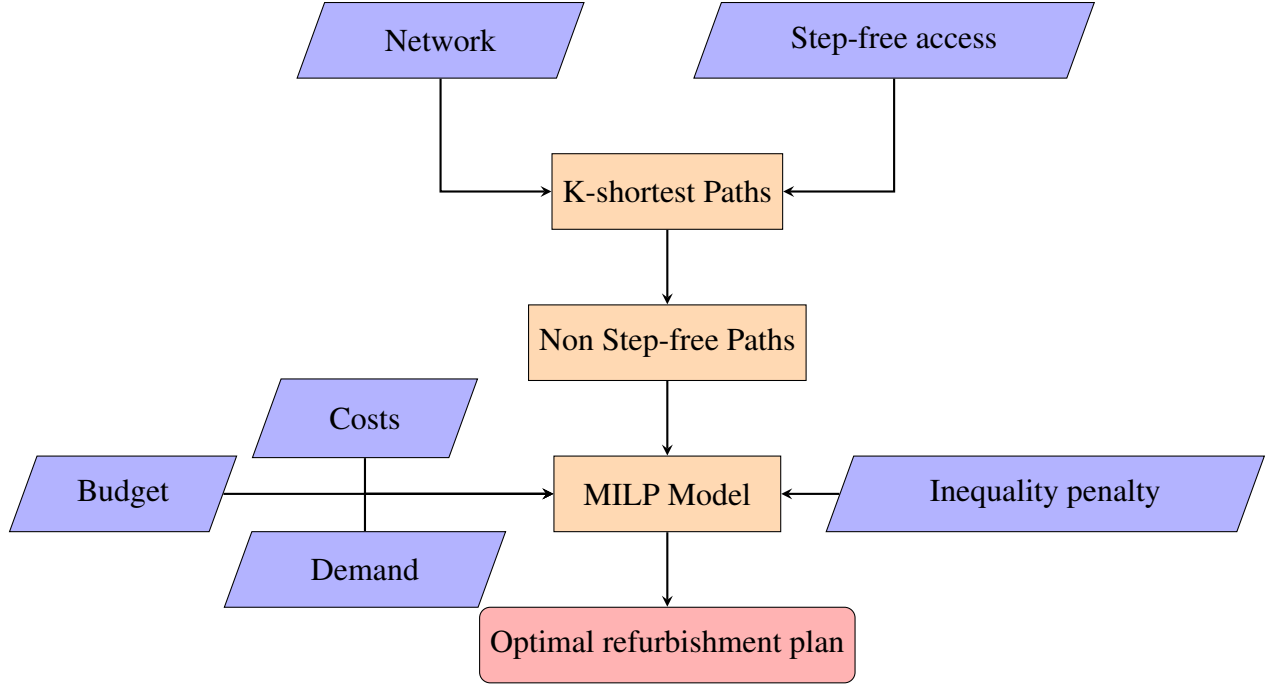 Network
Step-free access
K-shortest Paths
Non Step-free Paths
Costs
Budget
MILP Model
Inequality penalty
Demand
Optimal refurbishment plan